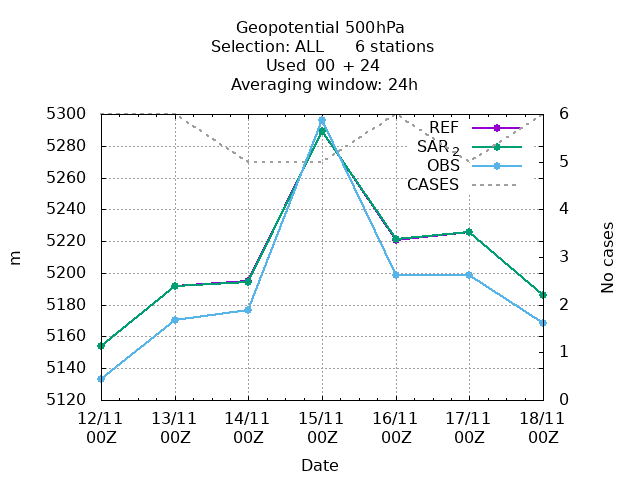 Geopotential 500hPa
Selection: ALL      6 stations
Used  00 + 24
Averaging window: 24h
5300
5280
5260
5240
5220
5200
5180
5160
5140
5120
m
6
5
4
3
2
1
0
No cases
REF
SAR_2
OBS
CASES
12/11 13/11 14/11 15/11 16/11 17/11 18/11
00Z 00Z 00Z 00Z 00Z 00Z 00Z
Date